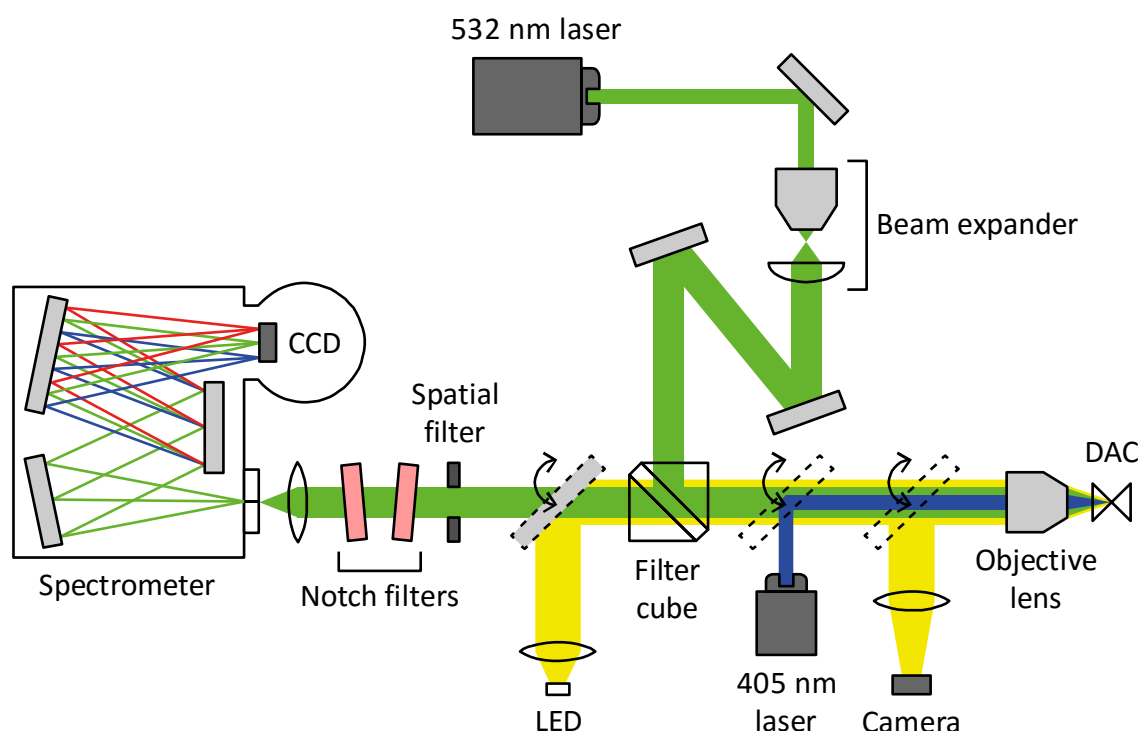 532 nm laser
Beam expander
CCD
Spatial
filter
DAC
Spectrometer
Notch filters
Filter
cube
Objective
lens
LED
405 nm
laser
Camera